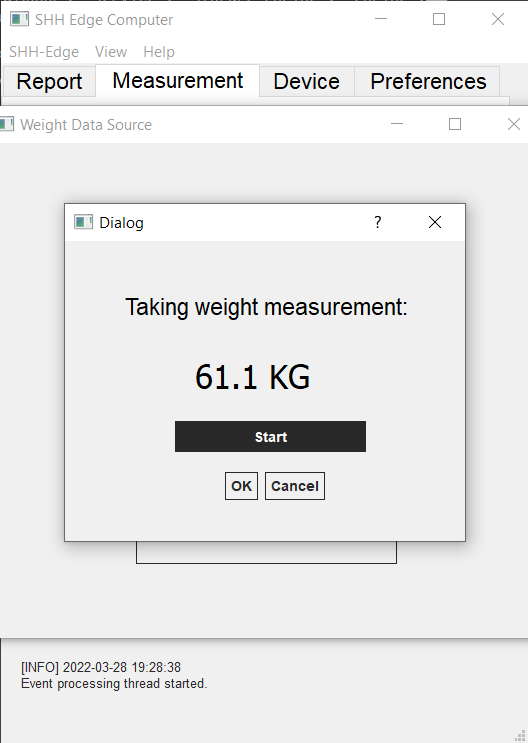 SHH Edge Computer
SHH-Edge View Help
Report Measurement Device Preferences
Weight Data Source
Dialog ?
Taking weight measurement:
61.1 KG
Start
OK Cancel
[INFO] 2022-03-28 19:28:38
Event processing thread started.